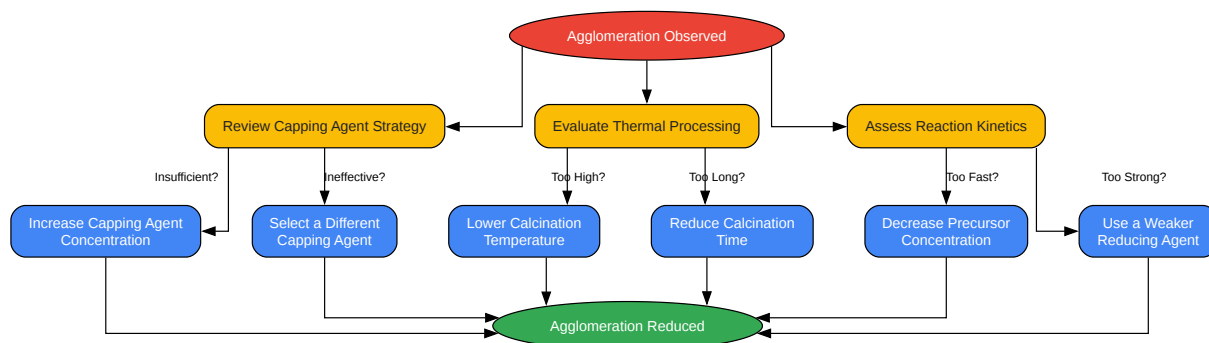 Agglomeration Observed
Review Capping Agent Strategy
Evaluate Thermal Processing
Assess Reaction Kinetics
Insufficient?
Ineffective?
Too High?
Too Long?
Too Fast?
Too Strong?
Increase Capping Agent
Concentration
Select a Different
Capping Agent
Lower Calcination
Temperature
Reduce Calcination
Time
Decrease Precursor
Concentration
Use a Weaker
Reducing Agent
Agglomeration Reduced